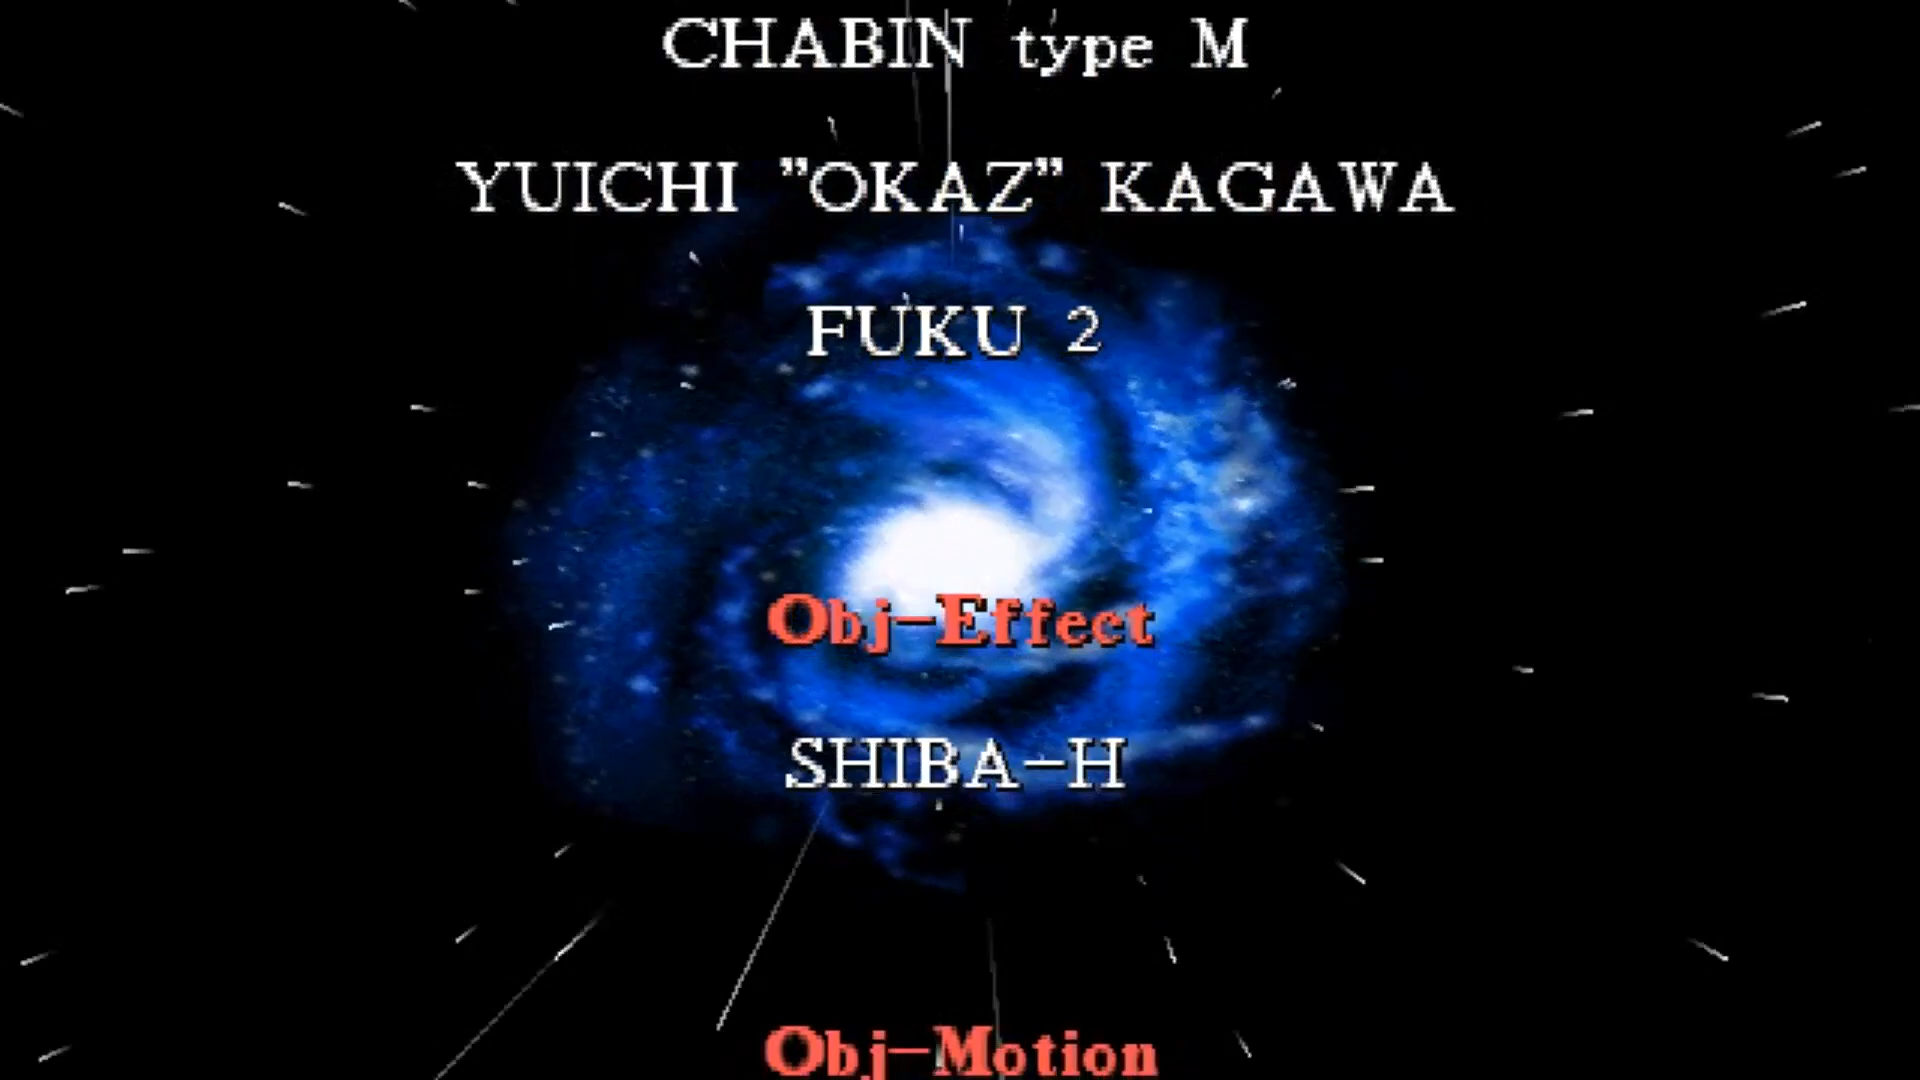 CHABIN type M
YUICHI "OKAZ" KAGAWA
FUKU 2
Obj-Effect
SHIBA-H
Obj-Motion